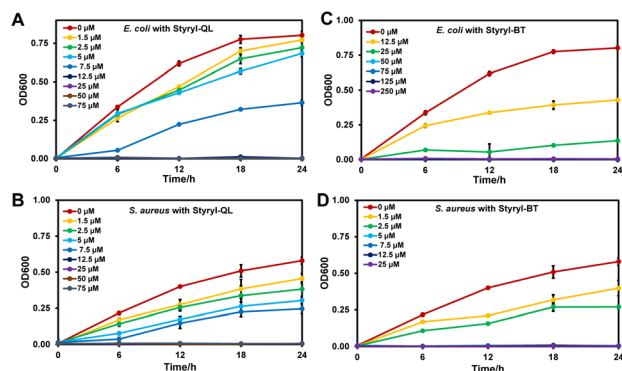 A
E. coli with Styryl-QL
0 µM
1.5 µM
2.5 µM
5 µM
7.5 µM
12.5 µM
25 µM
50 µM
75 µM
OD600
0.75
0.50
0.25
0.00
0 6 12 18 24
Time/h
C
E. coli with Styryl-BT
0 µM
12.5 µM
25 µM
50 µM
75 µM
125 µM
250 µM
OD600
1.00
0.75
0.50
0.25
0.00
0 6 12 18 24
Time/h
B
S. aureus with Styryl-QL
0 µM
1.5 µM
2.5 µM
5 µM
7.5 µM
12.5 µM
25 µM
50 µM
75 µM
OD600
1.00
0.75
0.50
0.25
0.00
0 6 12 18 24
Time/h
D
S. aureus with Styryl-BT
0 µM
1.5 µM
2.5 µM
5 µM
7.5 µM
12.5 µM
25 µM
OD600
1.00
0.75
0.50
0.25
0.00
0 6 12 18 24
Time/h